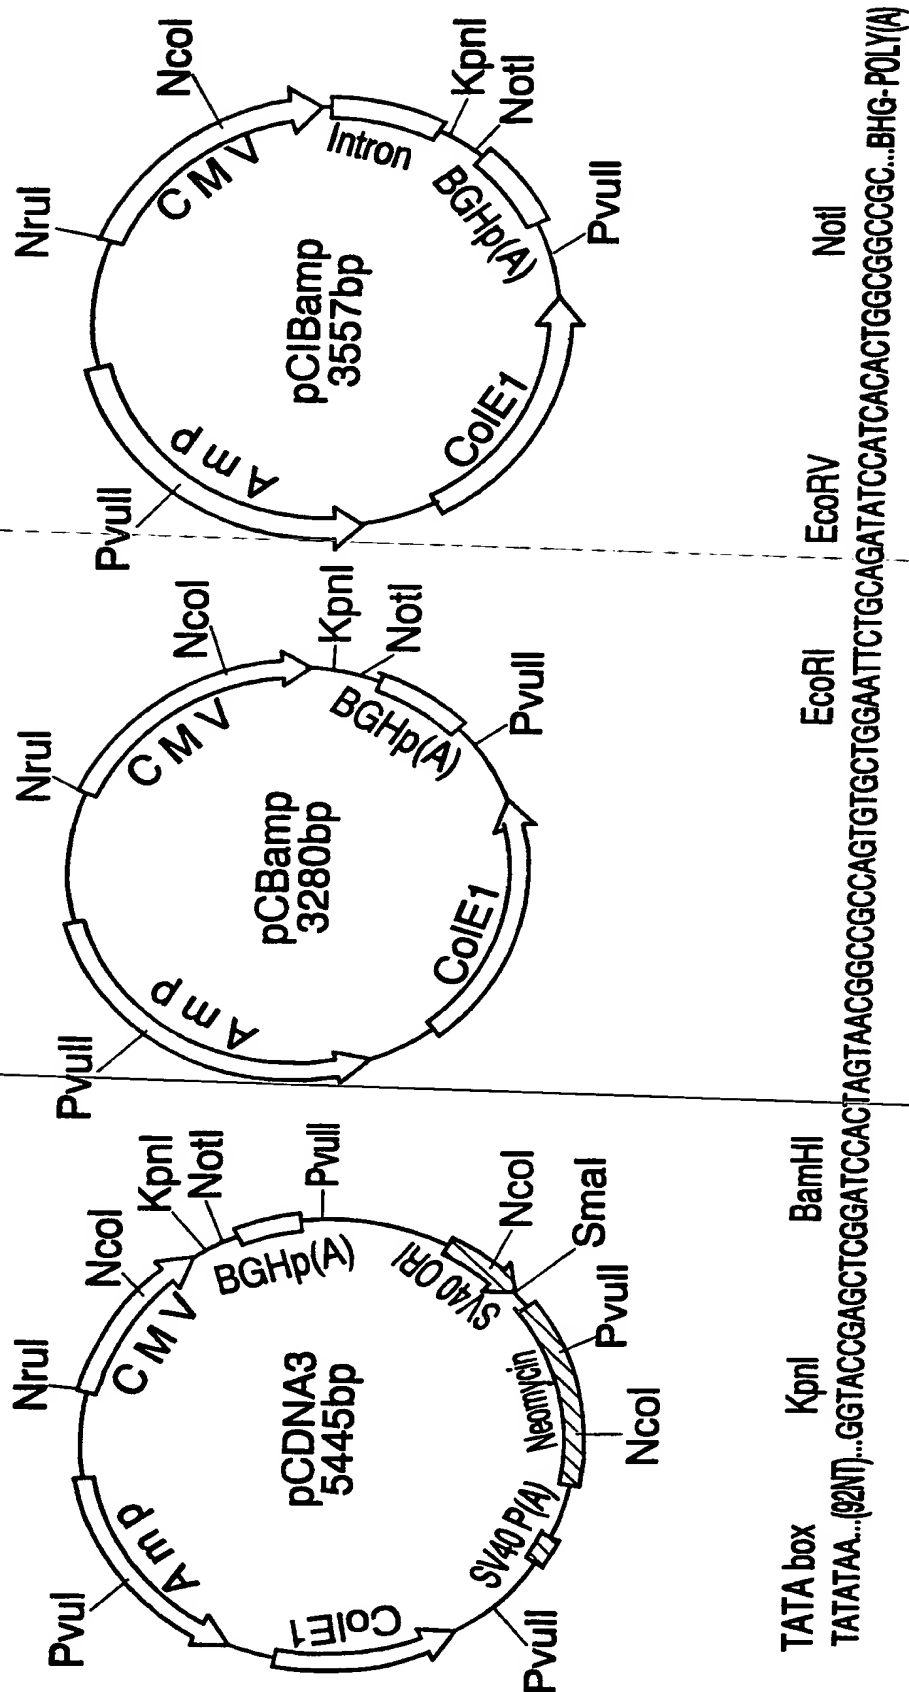 PvuI
NruI
NcoI
KpnI
NotI
PvuII
NcoI
SmaI
PvuII
NcoI
PvuII
Amp
CMV
BGHp(A)
SV40 ORI
Neomycin
SV40 P(A)
ColE1
pCDNA3
5445bp
PvuII
NruI
NcoI
KpnI
NotI
PvuII
Amp
CMV
BGHp(A)
ColE1
pCBamp
3280bp
PvuII
NruI
NcoI
KpnI
NotI
PvuII
Amp
CMV
Intron
BGHp(A)
ColE1
pCIBamp
3557bp
TATA box KpnI BamHI EcoRI EcoRV NotI
TATATAA...(92NT)...GGTACCGAGCTCGGATCCACTAGTAACGGCCGCCAGTGTGCTGGAATTCTGCAGATATCCATCACACTGGCGGCCGC...BHG-POLY(A)